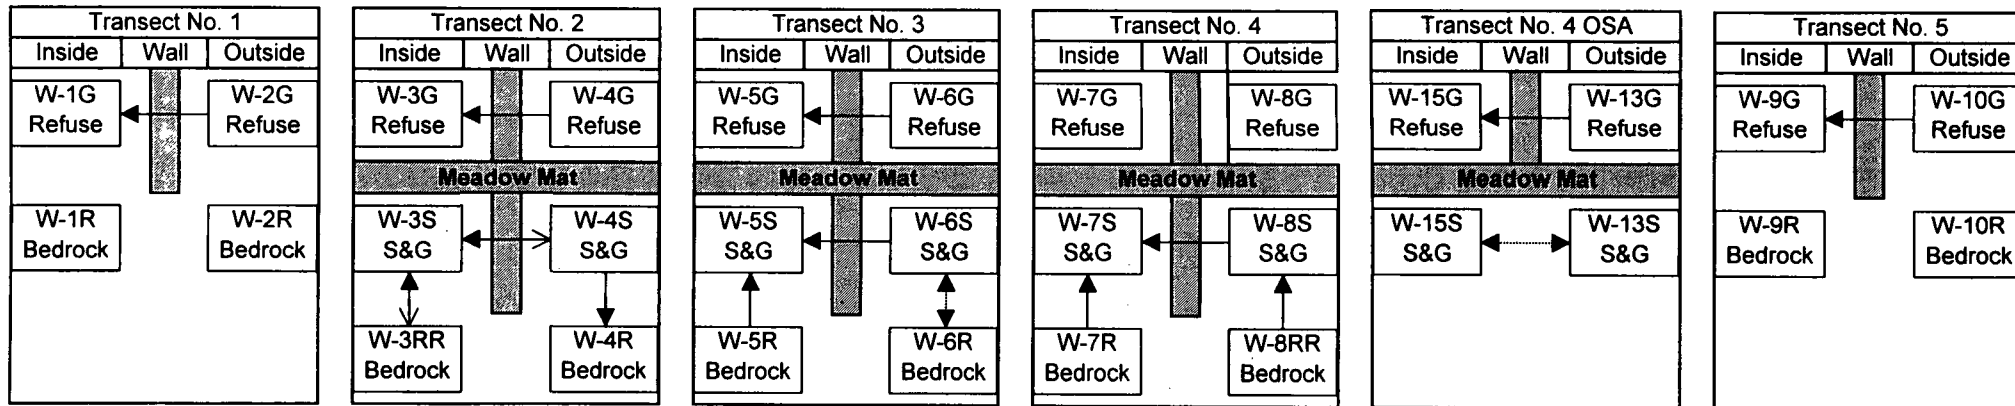 Transect No. 1
Inside Wall Outside
W-1G W-2G
Refuse Refuse
W-1R W-2R
Bedrock Bedrock
Transect No. 2
Inside Wall Outside
W-3G W-4G
Refuse Refuse
Meadow Mat
W-3S W-4S
S&G S&G
W-3RR W-4R
Bedrock Bedrock
Transect No. 3
Inside Wall Outside
W-5G W-6G
Refuse Refuse
Meadow Mat
W-5S W-6S
S&G S&G
W-5R W-6R
Bedrock Bedrock
Transect No. 4
Inside Wall Outside
W-7G W-8G
Refuse Refuse
Meadow Mat
W-7S W-8S
S&G S&G
W-7R W-8RR
Bedrock Bedrock
Transect No. 4 OSA
Inside Wall Outside
W-15G W-13G
Refuse Refuse
Meadow Mat
W-15S W-13S
S&G S&G
Transect No. 5
Inside Wall Outside
W-9G W-10G
Refuse Refuse
W-9R W-10R
Bedrock Bedrock